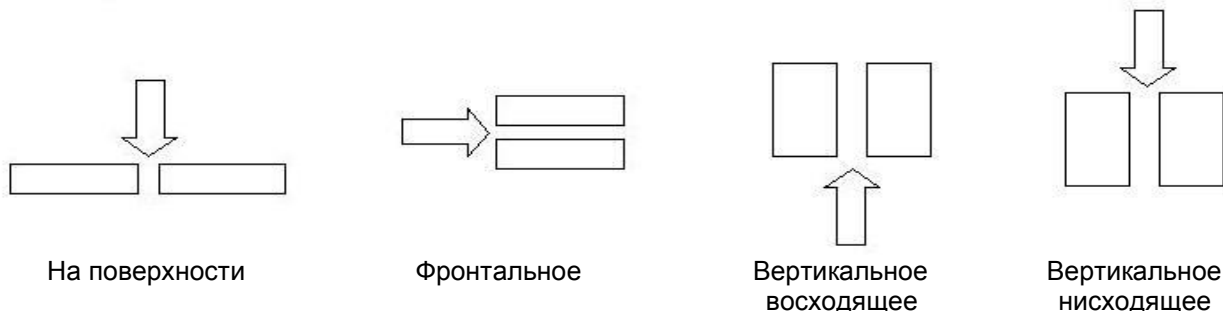 На поверхности
Фронтальное
Вертикальное
восходящее
Вертикальное
нисходящее